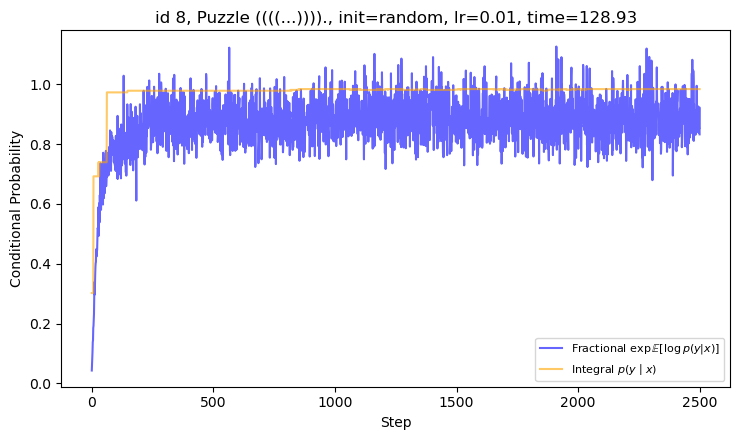 id 8, Puzzle ((((...))))., init=random, lr=0.01, time=128.93
Conditional Probability
1.0
0.8
0.6
0.4
0.2
0.0
0
500
1000
1500
2000
2500
Step
Fractional exp𝔼[log p(y|x)]
Integral p(y | x)